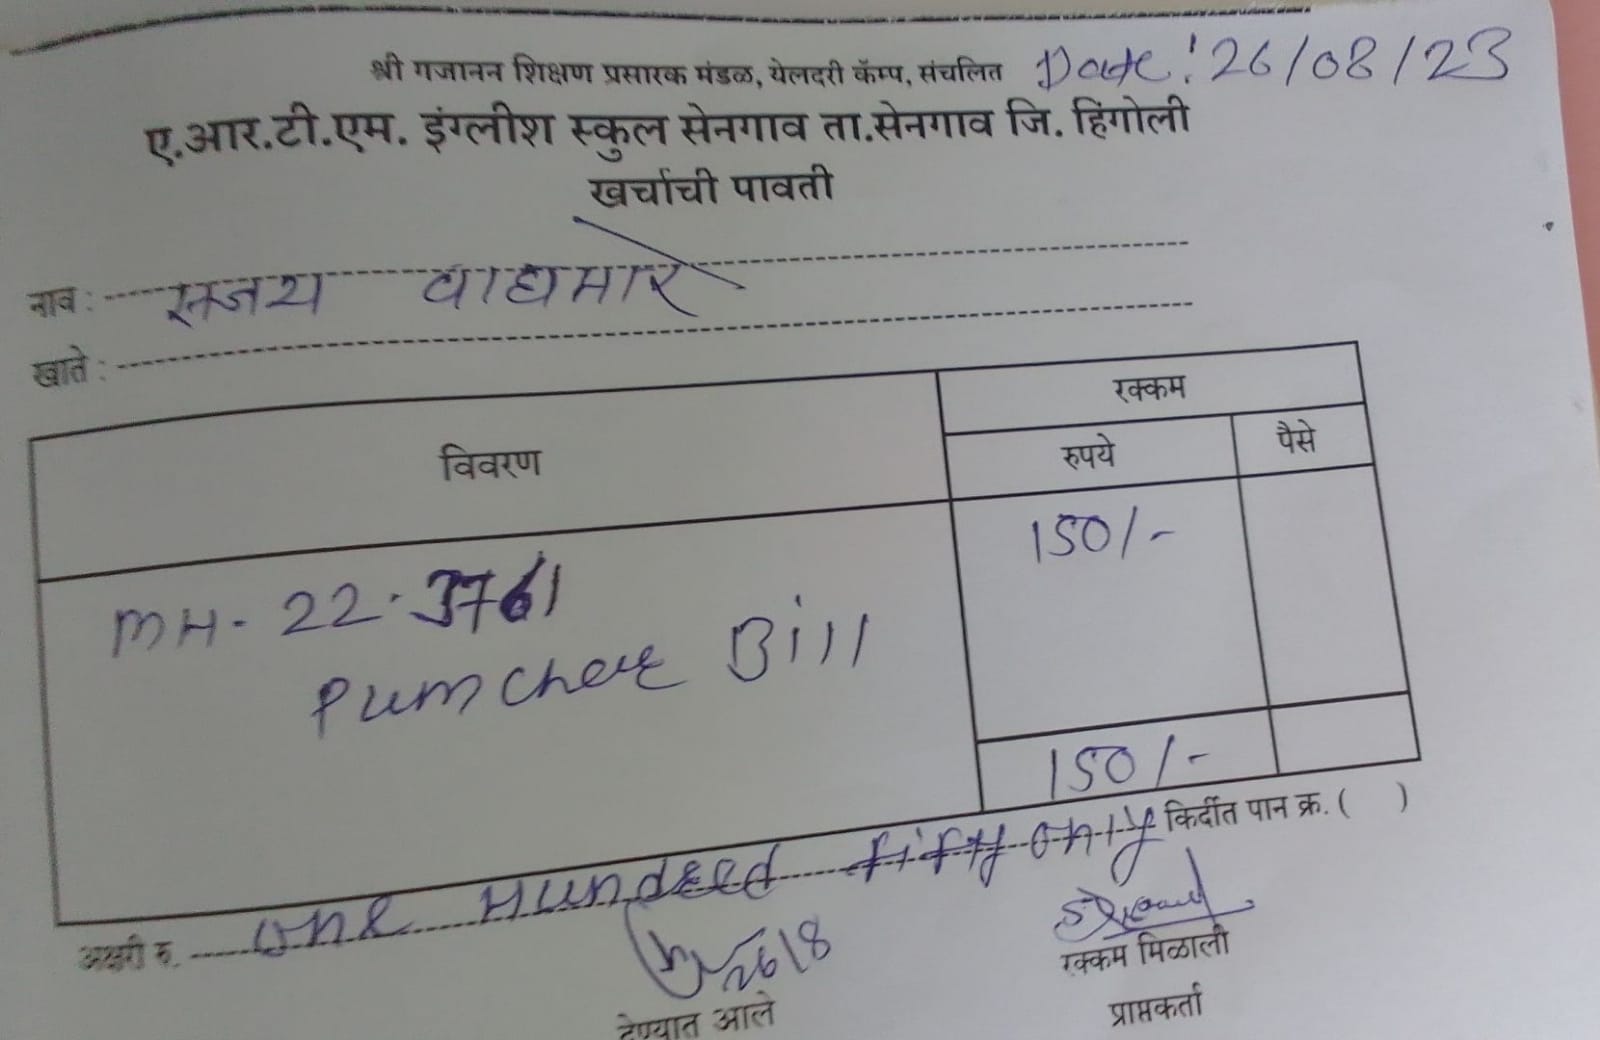 श्री गजानन शिक्षण प्रसारक मंडळ, येलदरी कॅम्प, संचलित Date: 26/08/23
ए.आर.टी.एम. इंग्लीश स्कुल सेनगाव ता.सेनगाव जि. हिंगोली
खर्चाची पावती
नाव : वाघमारे
खाते :
विवरण रक्कम
रुपये पैसे
MH-22-3761 150/-
Bill
150/-
किर्दीत पान क्र. ( )
अक्षरी रु. one Hundred fifty only
26/8
देण्यात आले रक्कम मिळाली
प्राप्तकर्ता